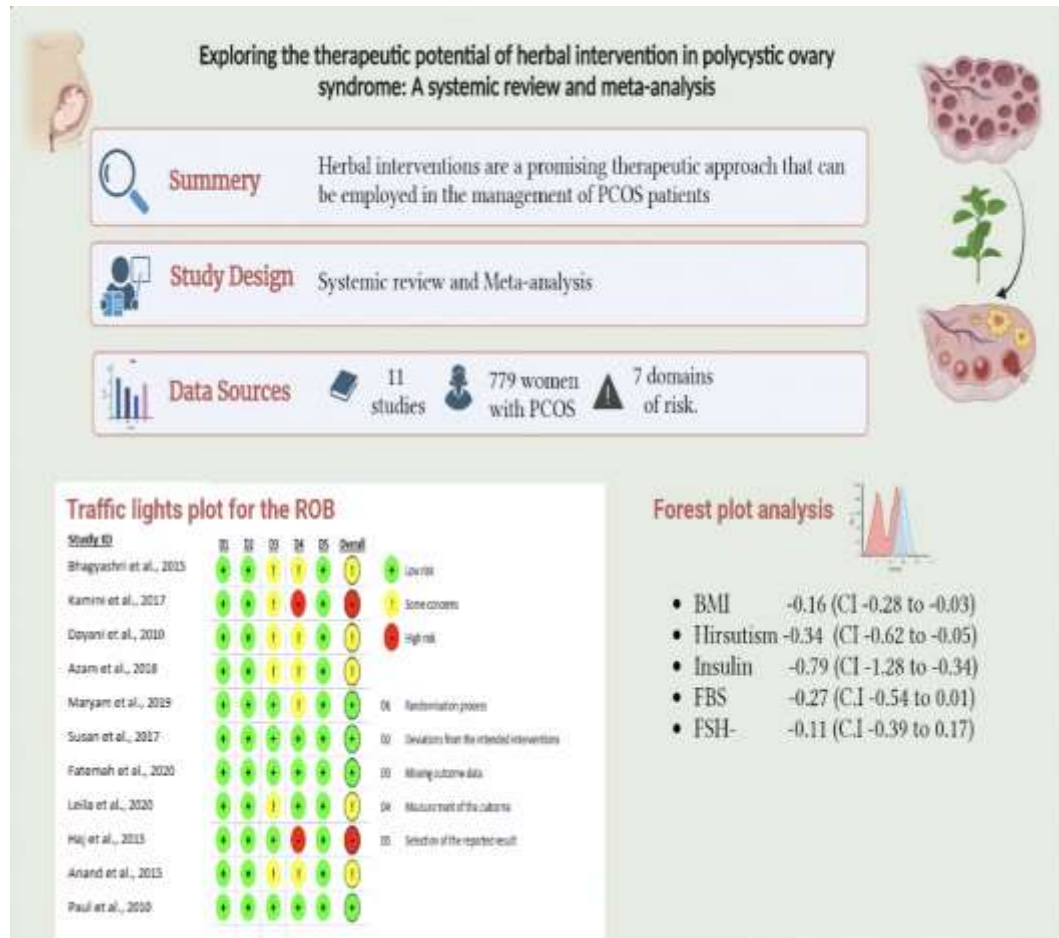 Exploring the therapeutic potential of herbal intervention in polycystic ovary
syndrome: A systemic review and meta-analysis
Summery
Herbal interventions are a promising therapeutic approach that can
be employed in the management of PCOS patients
Study Design
Systemic review and Meta-analysis
Data Sources
11
studies
779 women
with PCOS
7 domains
of risk.
Traffic lights plot for the ROB
Study ID D1 D2 D3 D4 D5 Overall
Bhagyashri et al., 2015
Kamini et al., 2017
Dayani et al., 2010
Azam et al., 2018
Maryam et al., 2019
Susan et al., 2017
Fatemah et al., 2020
Leila et al., 2020
Haj et al., 2015
Anand et al., 2015
Paul et al., 2010
Low risk
Some concerns
High risk
D1 Randomisation process
D2 Deviations from the intended interventions
D3 Missing outcome data
D4 Measurement of the outcome
D5 Selection of the reported result
Forest plot analysis
• BMI -0.16 (CI -0.28 to -0.03)
• Hirsutism -0.34 (CI -0.62 to -0.05)
• Insulin -0.79 (CI -1.28 to -0.34)
• FBS -0.27 (C.I -0.54 to 0.01)
• FSH- -0.11 (C.I -0.39 to 0.17)